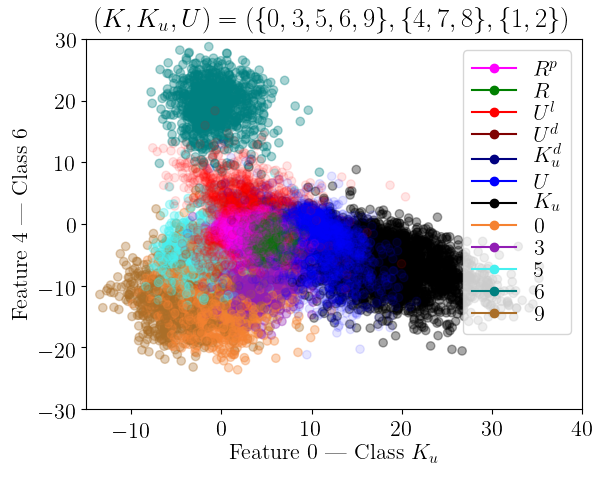 (K, K_u, U) = ({0, 3, 5, 6, 9}, {4, 7, 8}, {1, 2})
Feature 4 — Class 6
30
20
10
0
−10
−20
−30
R^p
R
U^l
U^d
K_u^d
U
K_u
0
3
5
6
9
−10 0 10 20 30 40
Feature 0 — Class K_u